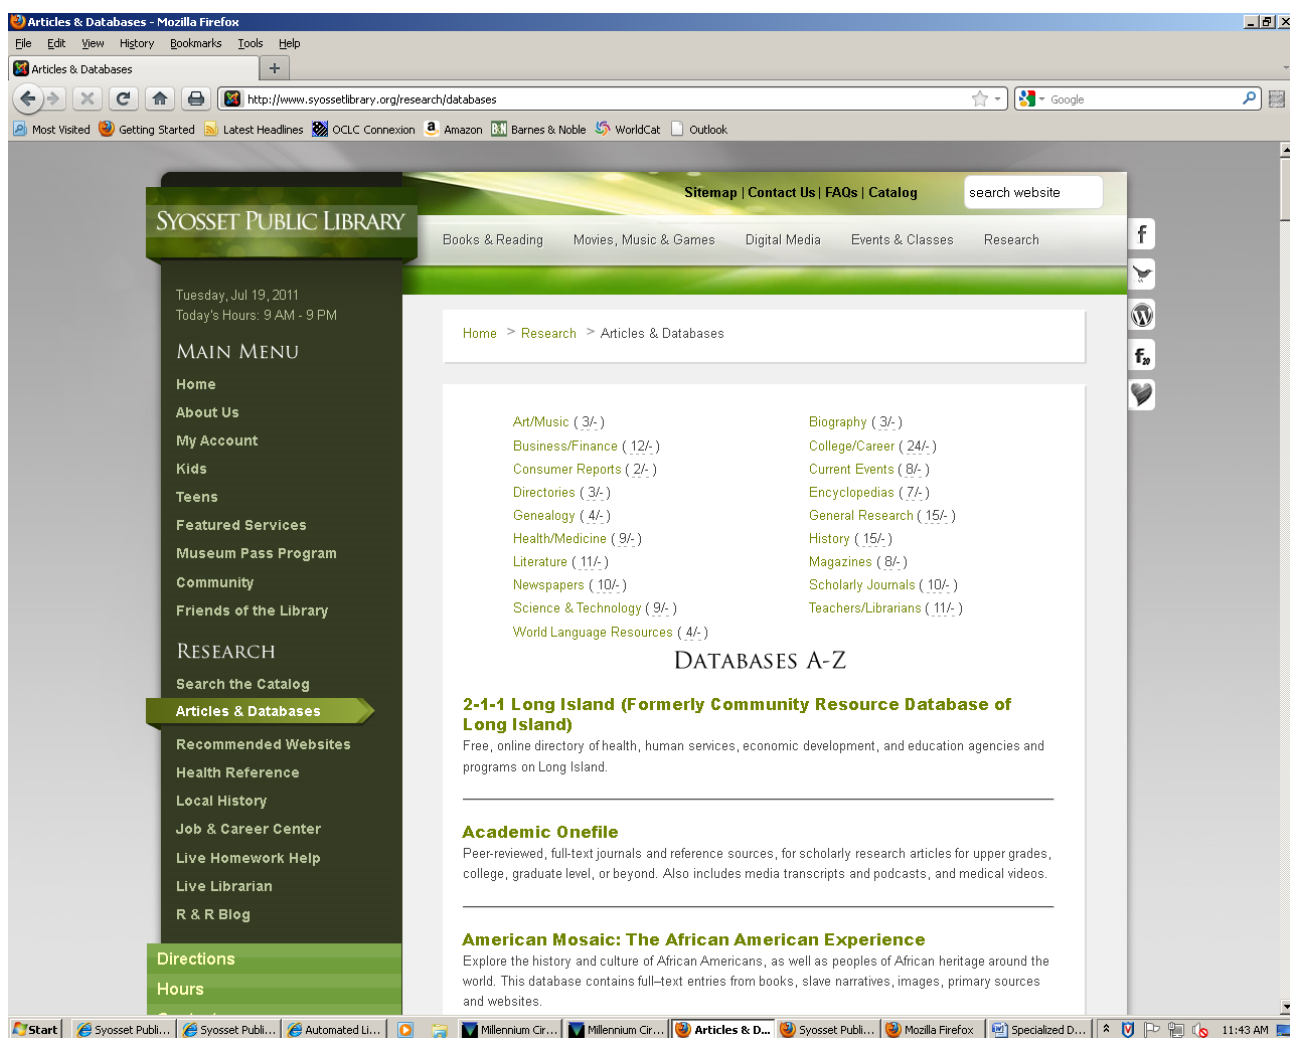 Articles & Databases - Mozilla Firefox
File Edit View History Bookmarks Tools Help
Articles & Databases
http://www.syossetlibrary.org/research/databases
Google
Most Visited Getting Started Latest Headlines OCLC Connexion Amazon Barnes & Noble WorldCat Outlook
Sitemap | Contact Us | FAQs | Catalog
search website
SYOSSET PUBLIC LIBRARY
Books & Reading Movies, Music & Games Digital Media Events & Classes Research
Tuesday, Jul 19, 2011
Today's Hours: 9 AM - 9 PM
MAIN MENU
Home
About Us
My Account
Kids
Teens
Featured Services
Museum Pass Program
Community
Friends of the Library
RESEARCH
Search the Catalog
Articles & Databases
Recommended Websites
Health Reference
Local History
Job & Career Center
Live Homework Help
Live Librarian
R & R Blog
Directions
Hours
Home > Research > Articles & Databases
Art/Music ( 3/- ) Biography ( 3/- )
Business/Finance ( 12/- ) College/Career ( 24/- )
Consumer Reports ( 2/- ) Current Events ( 8/- )
Directories ( 3/- ) Encyclopedias ( 7/- )
Genealogy ( 4/- ) General Research ( 15/- )
Health/Medicine ( 9/- ) History ( 15/- )
Literature ( 11/- ) Magazines ( 8/- )
Newspapers ( 10/- ) Scholarly Journals ( 10/- )
Science & Technology ( 9/- ) Teachers/Librarians ( 11/- )
World Language Resources ( 4/- )
DATABASES A-Z
2-1-1 Long Island (Formerly Community Resource Database of
Long Island)
Free, online directory of health, human services, economic development, and education agencies and
programs on Long Island.
Academic Onefile
Peer-reviewed, full-text journals and reference sources, for scholarly research articles for upper grades,
college, graduate level, or beyond. Also includes media transcripts and podcasts, and medical videos.
American Mosaic: The African American Experience
Explore the history and culture of African Americans, as well as peoples of African heritage around the
world. This database contains full–text entries from books, slave narratives, images, primary sources
and websites.
Start Syosset Publi... Syosset Publi... Automated Li... Millennium Cir... Millennium Cir... Articles & D... Syosset Publi... Mozilla Firefox Specialized D... 11:43 AM